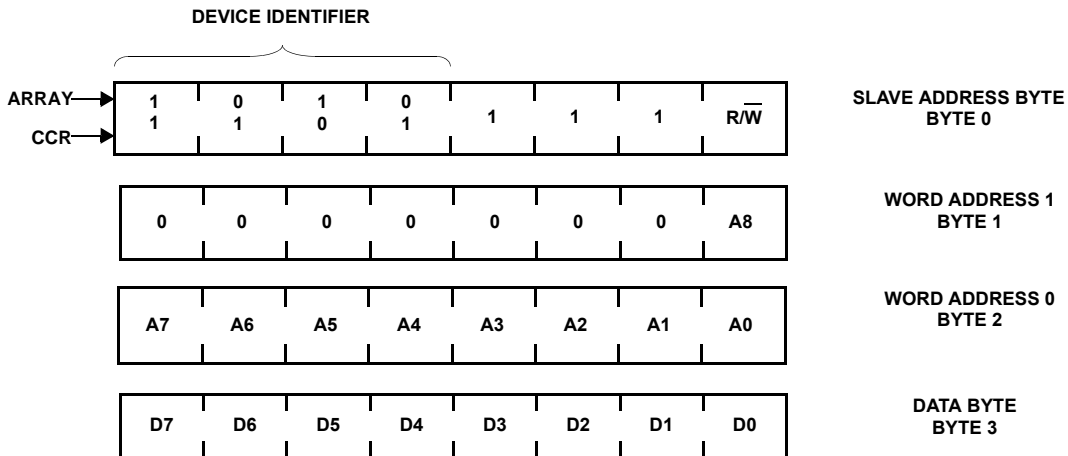 DEVICE IDENTIFIER
ARRAY 1 0 1 0
CCR 1 1 0 1 1 1 1 R/W̅
SLAVE ADDRESS BYTE
BYTE 0
0 0 0 0 0 0 0 A8
WORD ADDRESS 1
BYTE 1
A7 A6 A5 A4 A3 A2 A1 A0
WORD ADDRESS 0
BYTE 2
D7 D6 D5 D4 D3 D2 D1 D0
DATA BYTE
BYTE 3